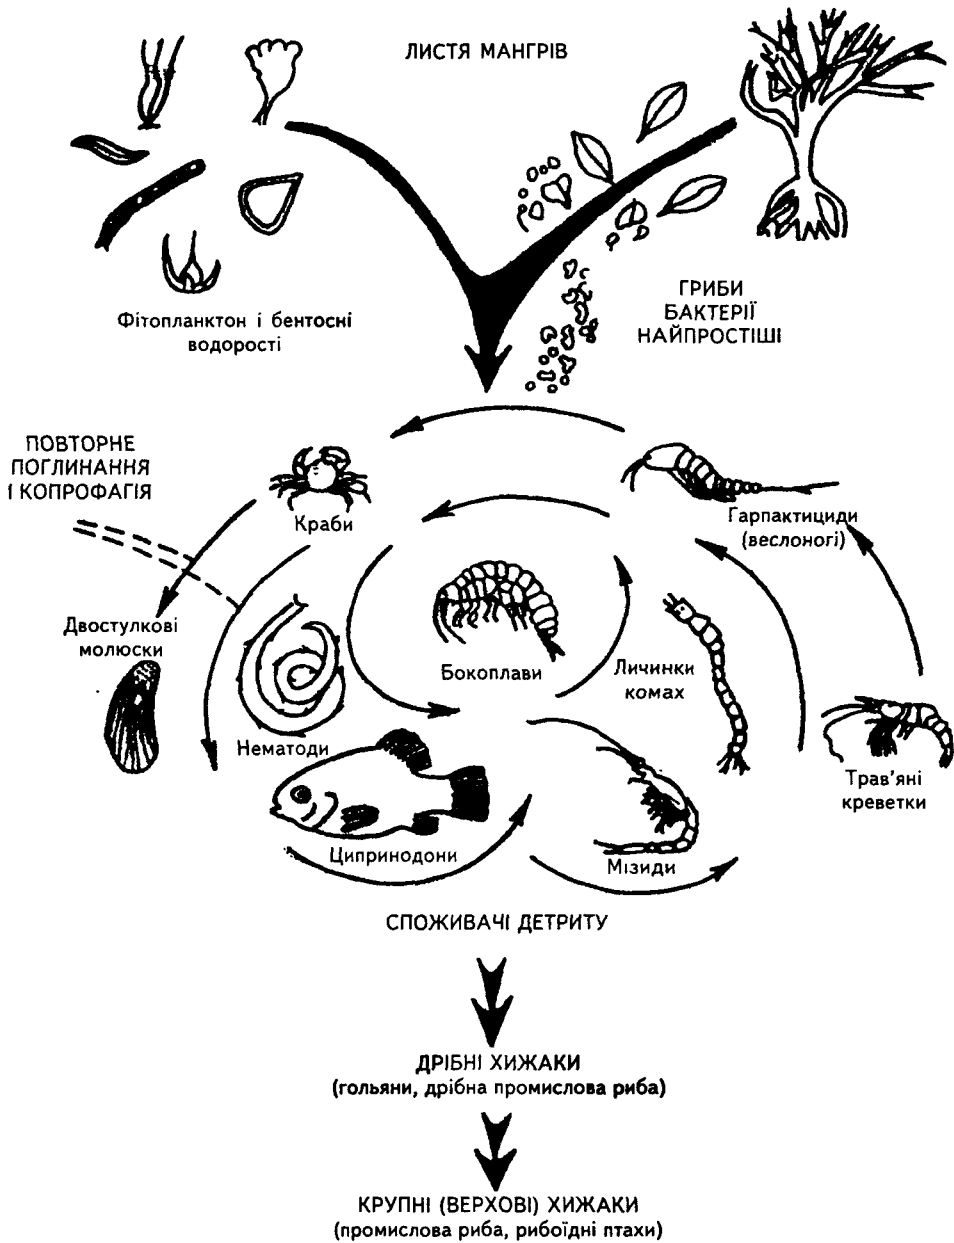 ЛИСТЯ МАНГРІВ
Фітопланктон і бентосні
водорості
ГРИБИ
БАКТЕРІЇ
НАЙПРОСТІШІ
ПОВТОРНЕ
ПОГЛИНАННЯ
І КОПРОФАГІЯ
Краби
Гарпактициди
(веслоногі)
Двостулкові
молюски
Бокоплави
Личинки
комах
Нематоди
Трав'яні
креветки
Ципринодони
Мізиди
СПОЖИВАЧІ ДЕТРИТУ
ДРІБНІ ХИЖАКИ
(гольяни, дрібна промислова риба)
КРУПНІ (ВЕРХОВІ) ХИЖАКИ
(промислова риба, рибоїдні птахи)